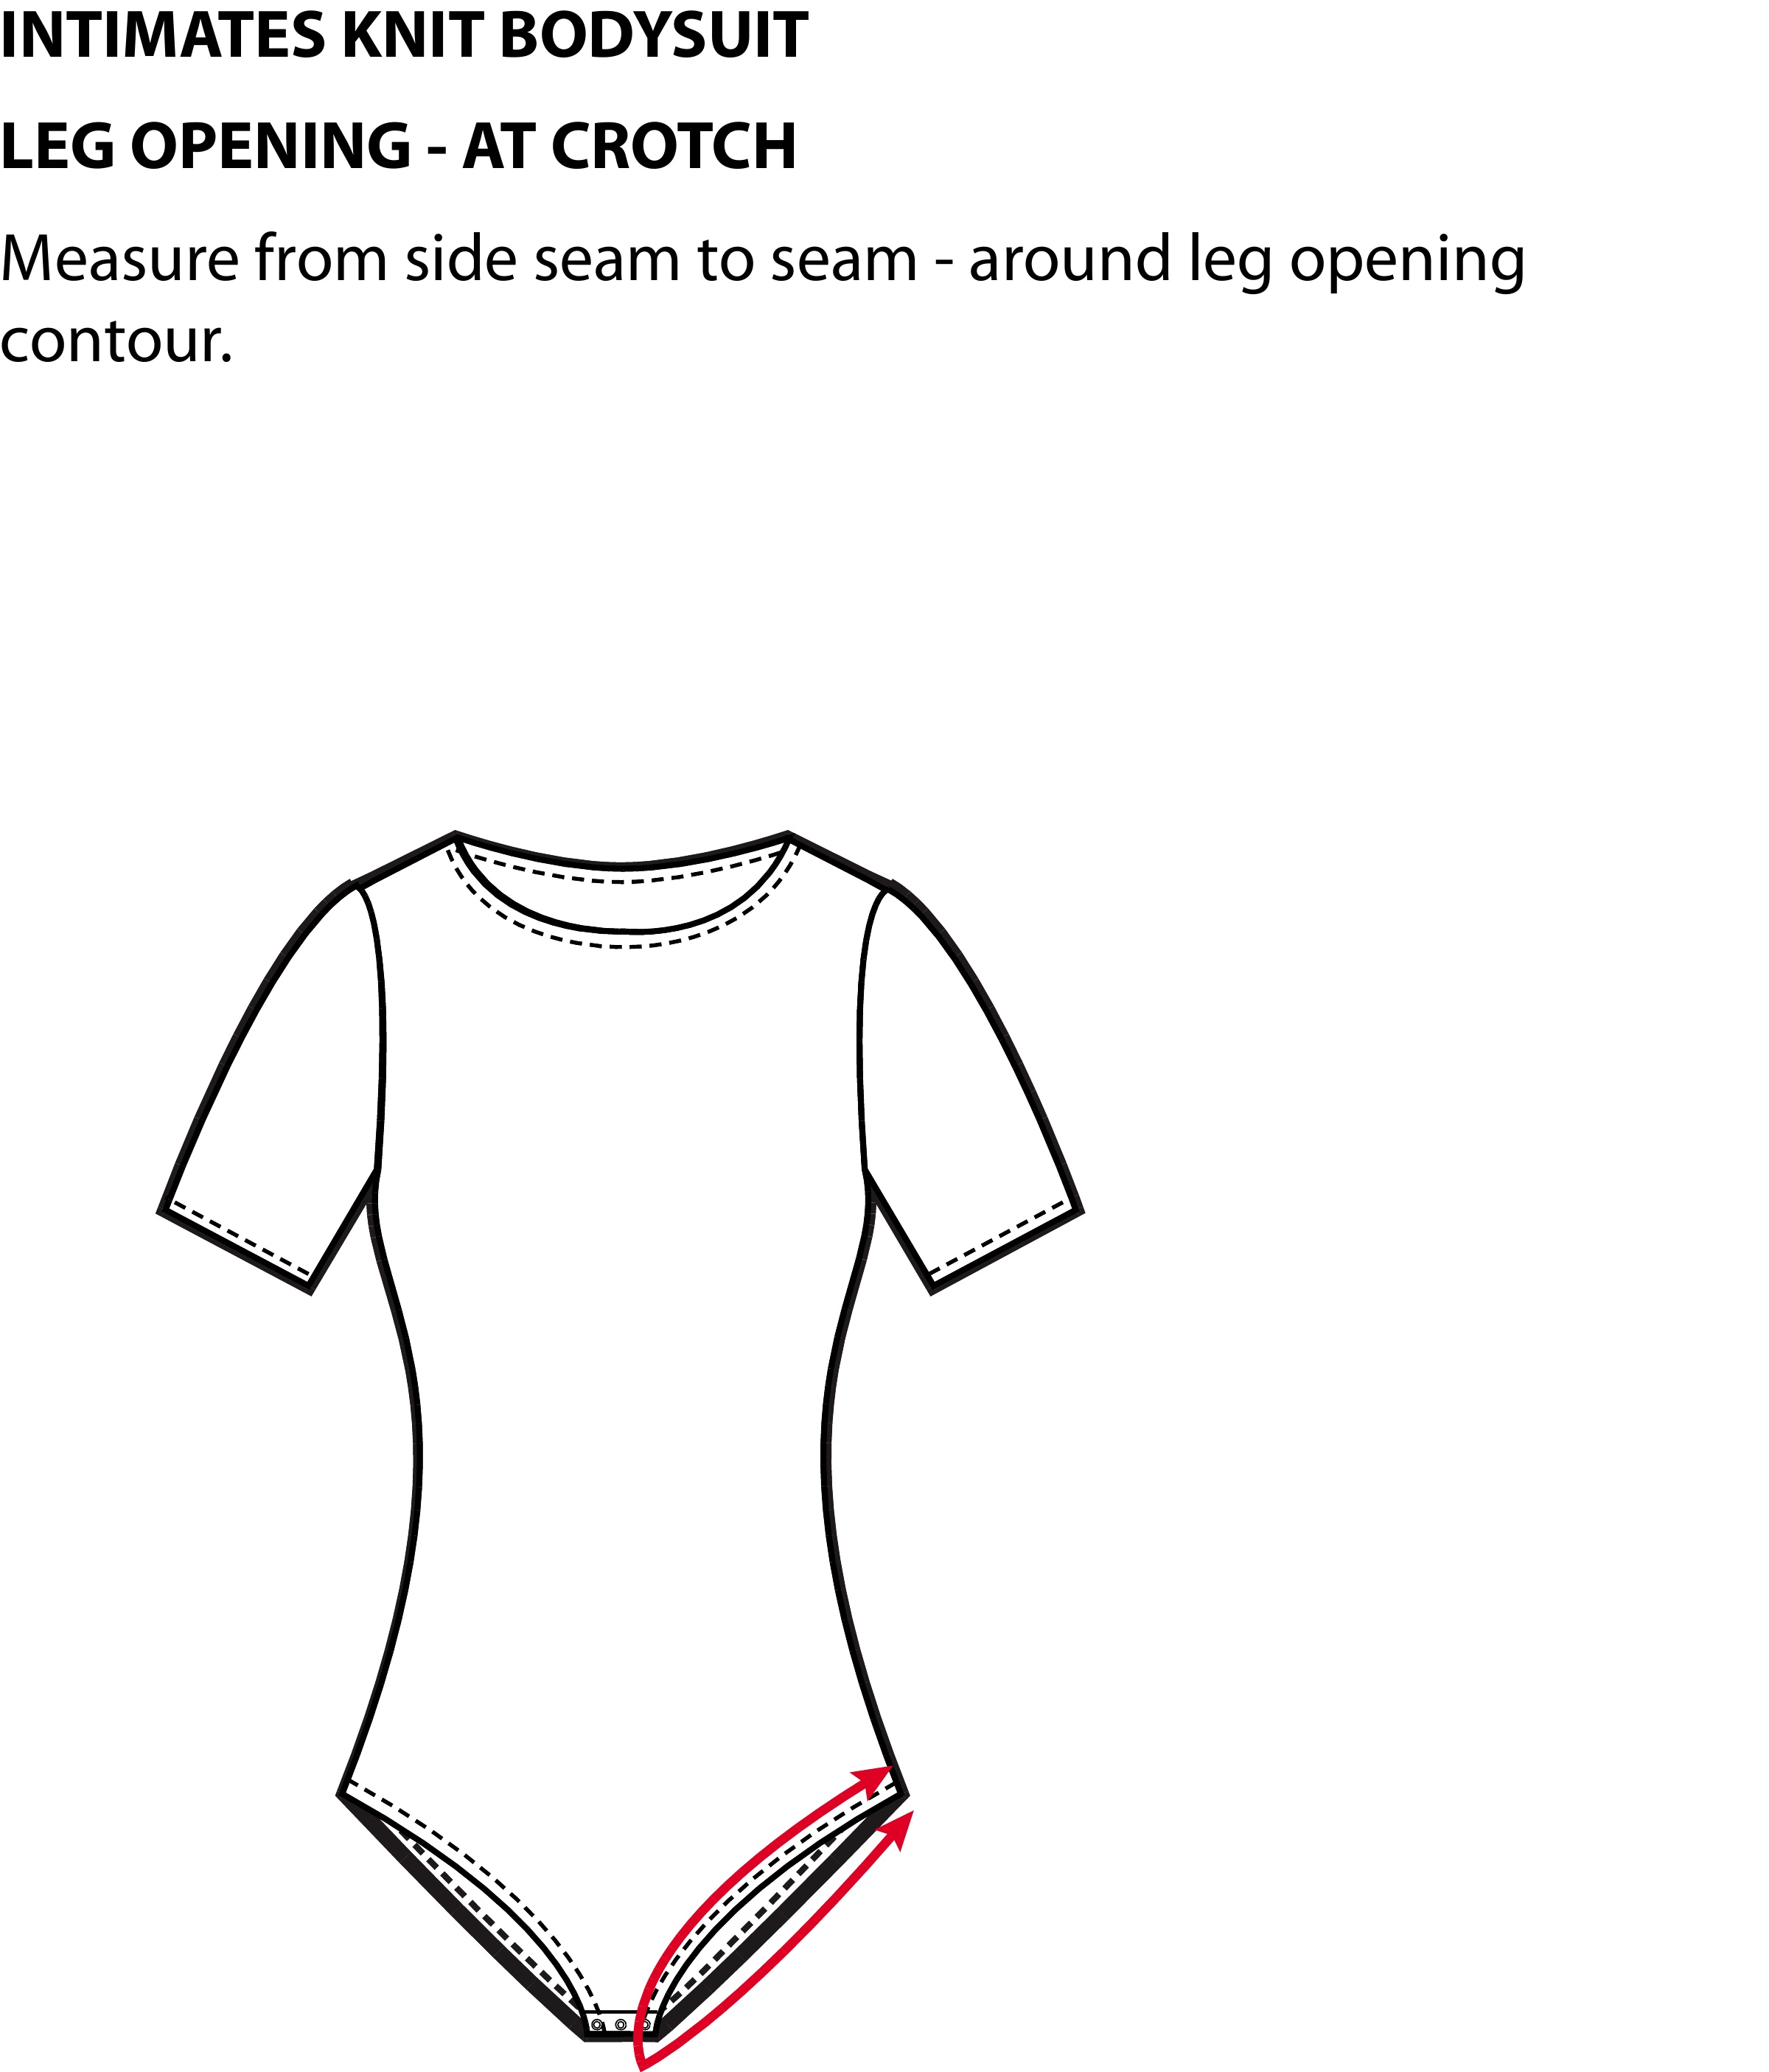 INTIMATES KNIT BODYSUIT
LEG OPENING - AT CROTCH
Measure from side seam to seam - around leg opening
contour.